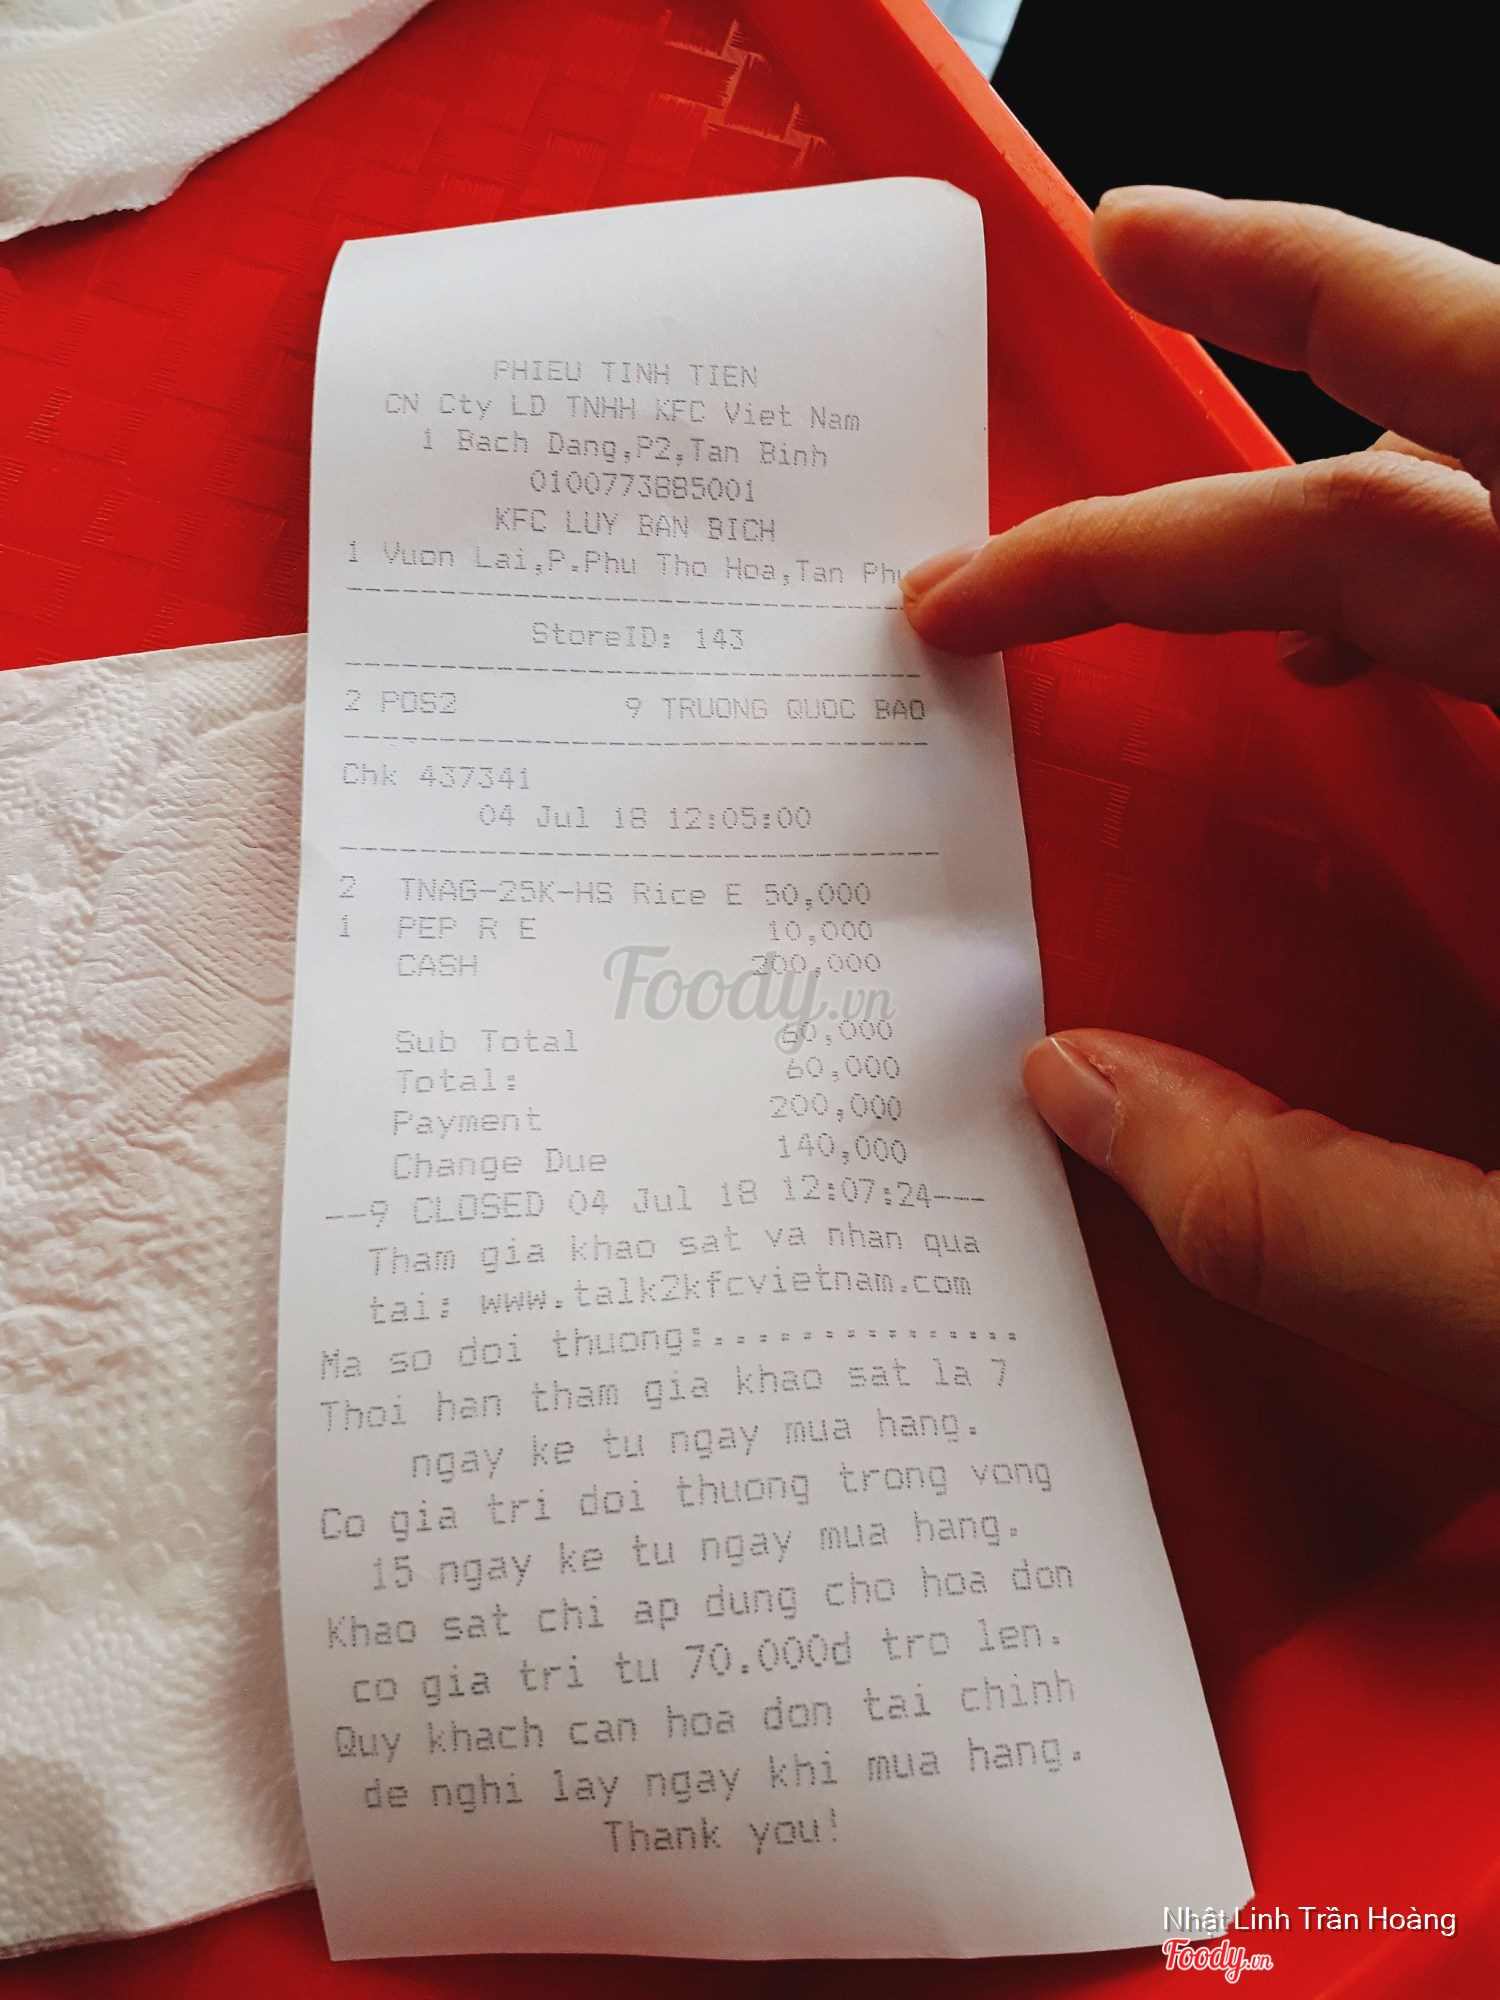 PHIEU TINH TIEN
CN Cty LD TNHH KFC Viet Nam
1 Bach Dang,P2,Tan Binh
0100773885001
KFC LUY BAN BICH
1 Vuon Lai,P.Phu Tho Hoa,Tan Phu
StoreID: 143
2 POS2 9 TRUONG QUOC BAO
Chk 437341
04 Jul 18 12:05:00
2 TNAG-25K-HS Rice E 50,000
1 PEP R E 10,000
CASH 200,000
Foody.vn
Sub Total 60,000
Total: 60,000
Payment 200,000
Change Due 140,000
--9 CLOSED 04 Jul 18 12:07:24---
Tham gia khao sat va nhan qua
tai: www.talk2kfcvietnam.com
Ma so doi thuong:...............
Thoi han tham gia khao sat la 7
ngay ke tu ngay mua hang.
Co gia tri doi thuong trong vong
15 ngay ke tu ngay mua hang.
Khao sat chi ap dung cho hoa don
co gia tri tu 70.000d tro len.
Quy khach can hoa don tai chinh
de nghi lay ngay khi mua hang.
Thank you!
Nhật Linh Trần Hoàng
Foody.vn